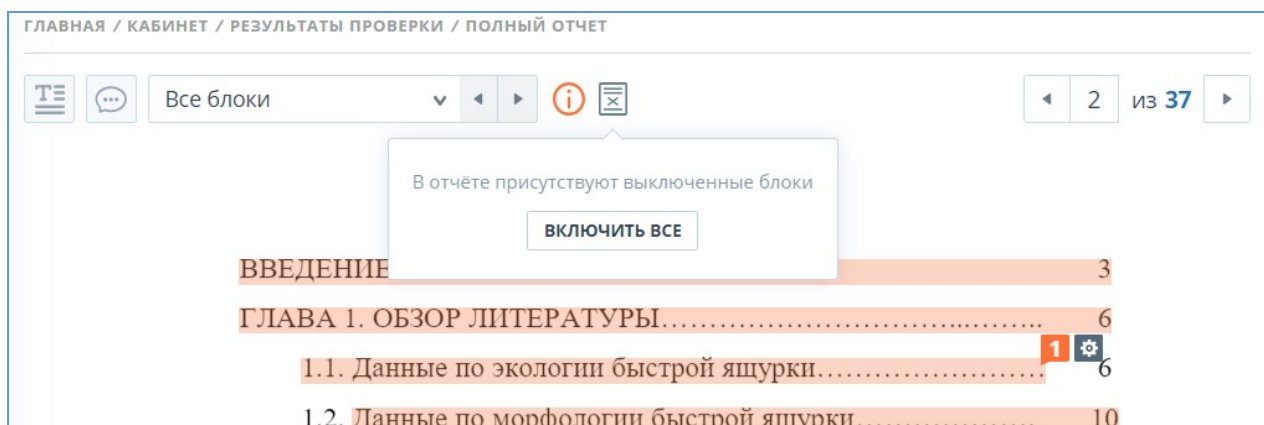 ГЛАВНАЯ / КАБИНЕТ / РЕЗУЛЬТАТЫ ПРОВЕРКИ / ПОЛНЫЙ ОТЧЕТ
Все блоки
2 из 37
В отчёте присутствуют выключенные блоки
ВКЛЮЧИТЬ ВСЕ
ВВЕДЕНИЕ 3
ГЛАВА 1. ОБЗОР ЛИТЕРАТУРЫ................................... 6
1
1.1. Данные по экологии быстрой ящурки........................ 6
1.2. Данные по морфологии быстрой ящурки.................... 10